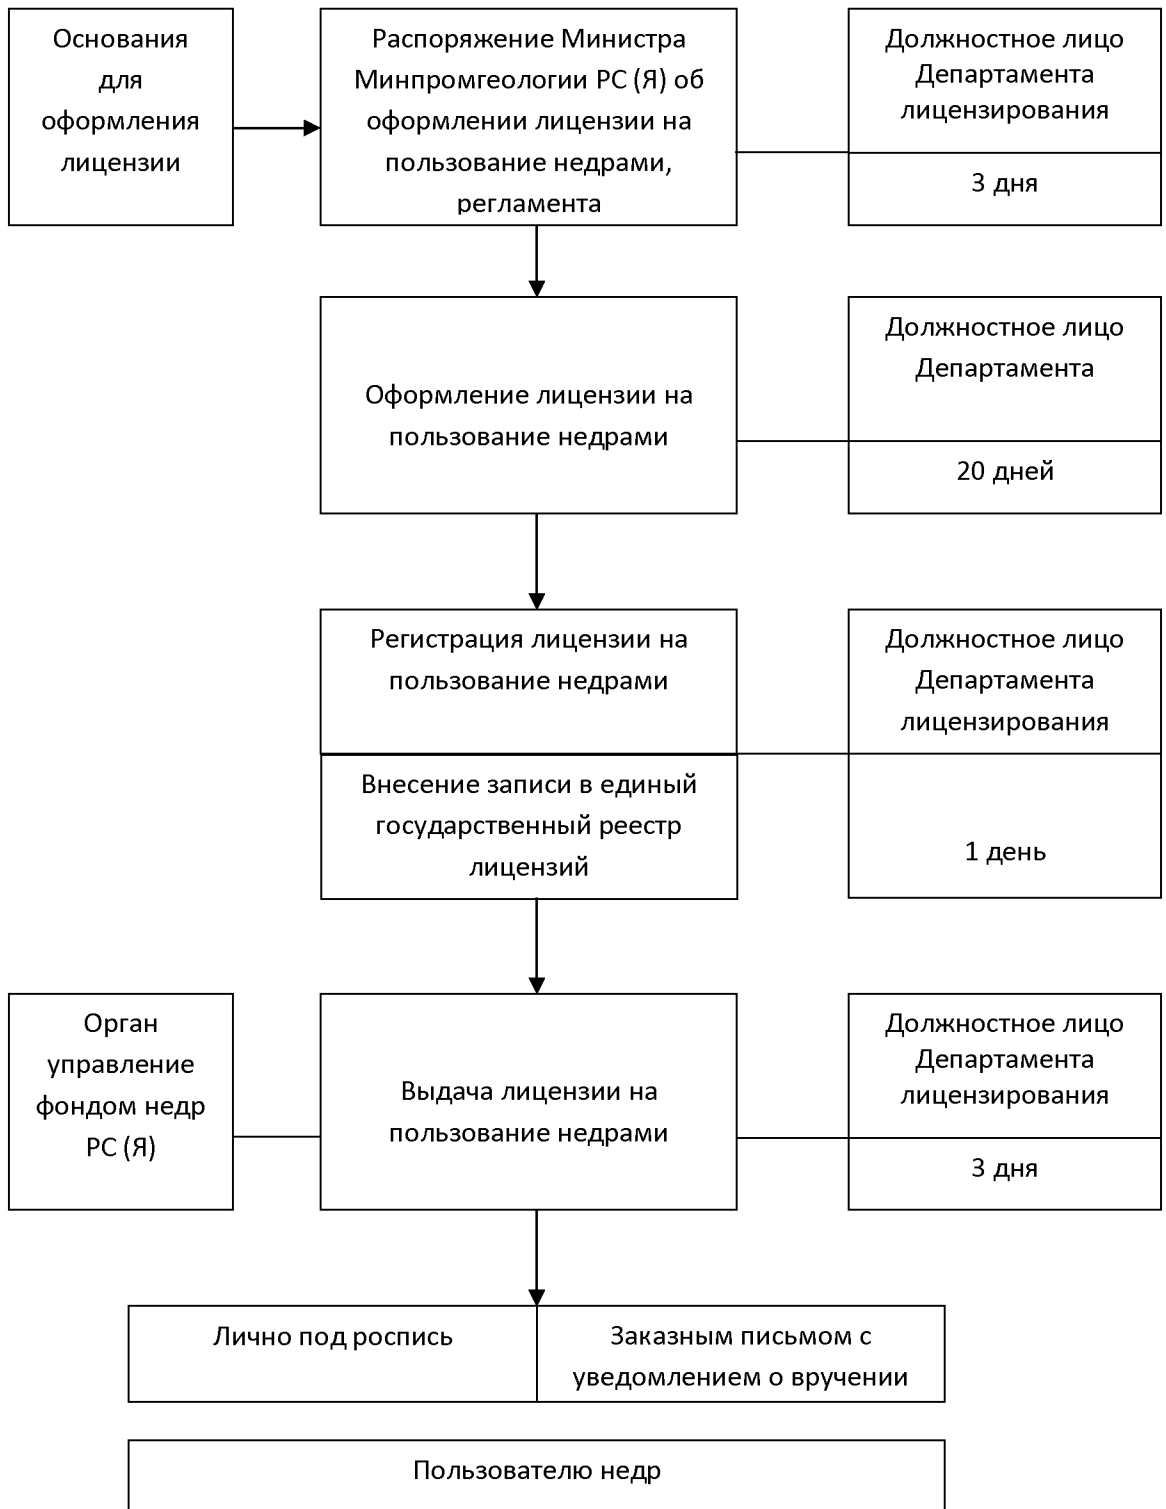 Основания
для
оформления
лицензии
Распоряжение Министра
Минпромгеологии РС (Я) об
оформлении лицензии на
пользование недрами,
регламента
Должностное лицо
Департамента
лицензирования
3 дня
Оформление лицензии на
пользование недрами
Должностное лицо
Департамента
20 дней
Регистрация лицензии на
пользование недрами
Должностное лицо
Департамента
лицензирования
Внесение записи в единый
государственный реестр
лицензий
1 день
Орган
управление
фондом недр
РС (Я)
Выдача лицензии на
пользование недрами
Должностное лицо
Департамента
лицензирования
3 дня
Лично под роспись
Заказным письмом с
уведомлением о вручении
Пользователю недр